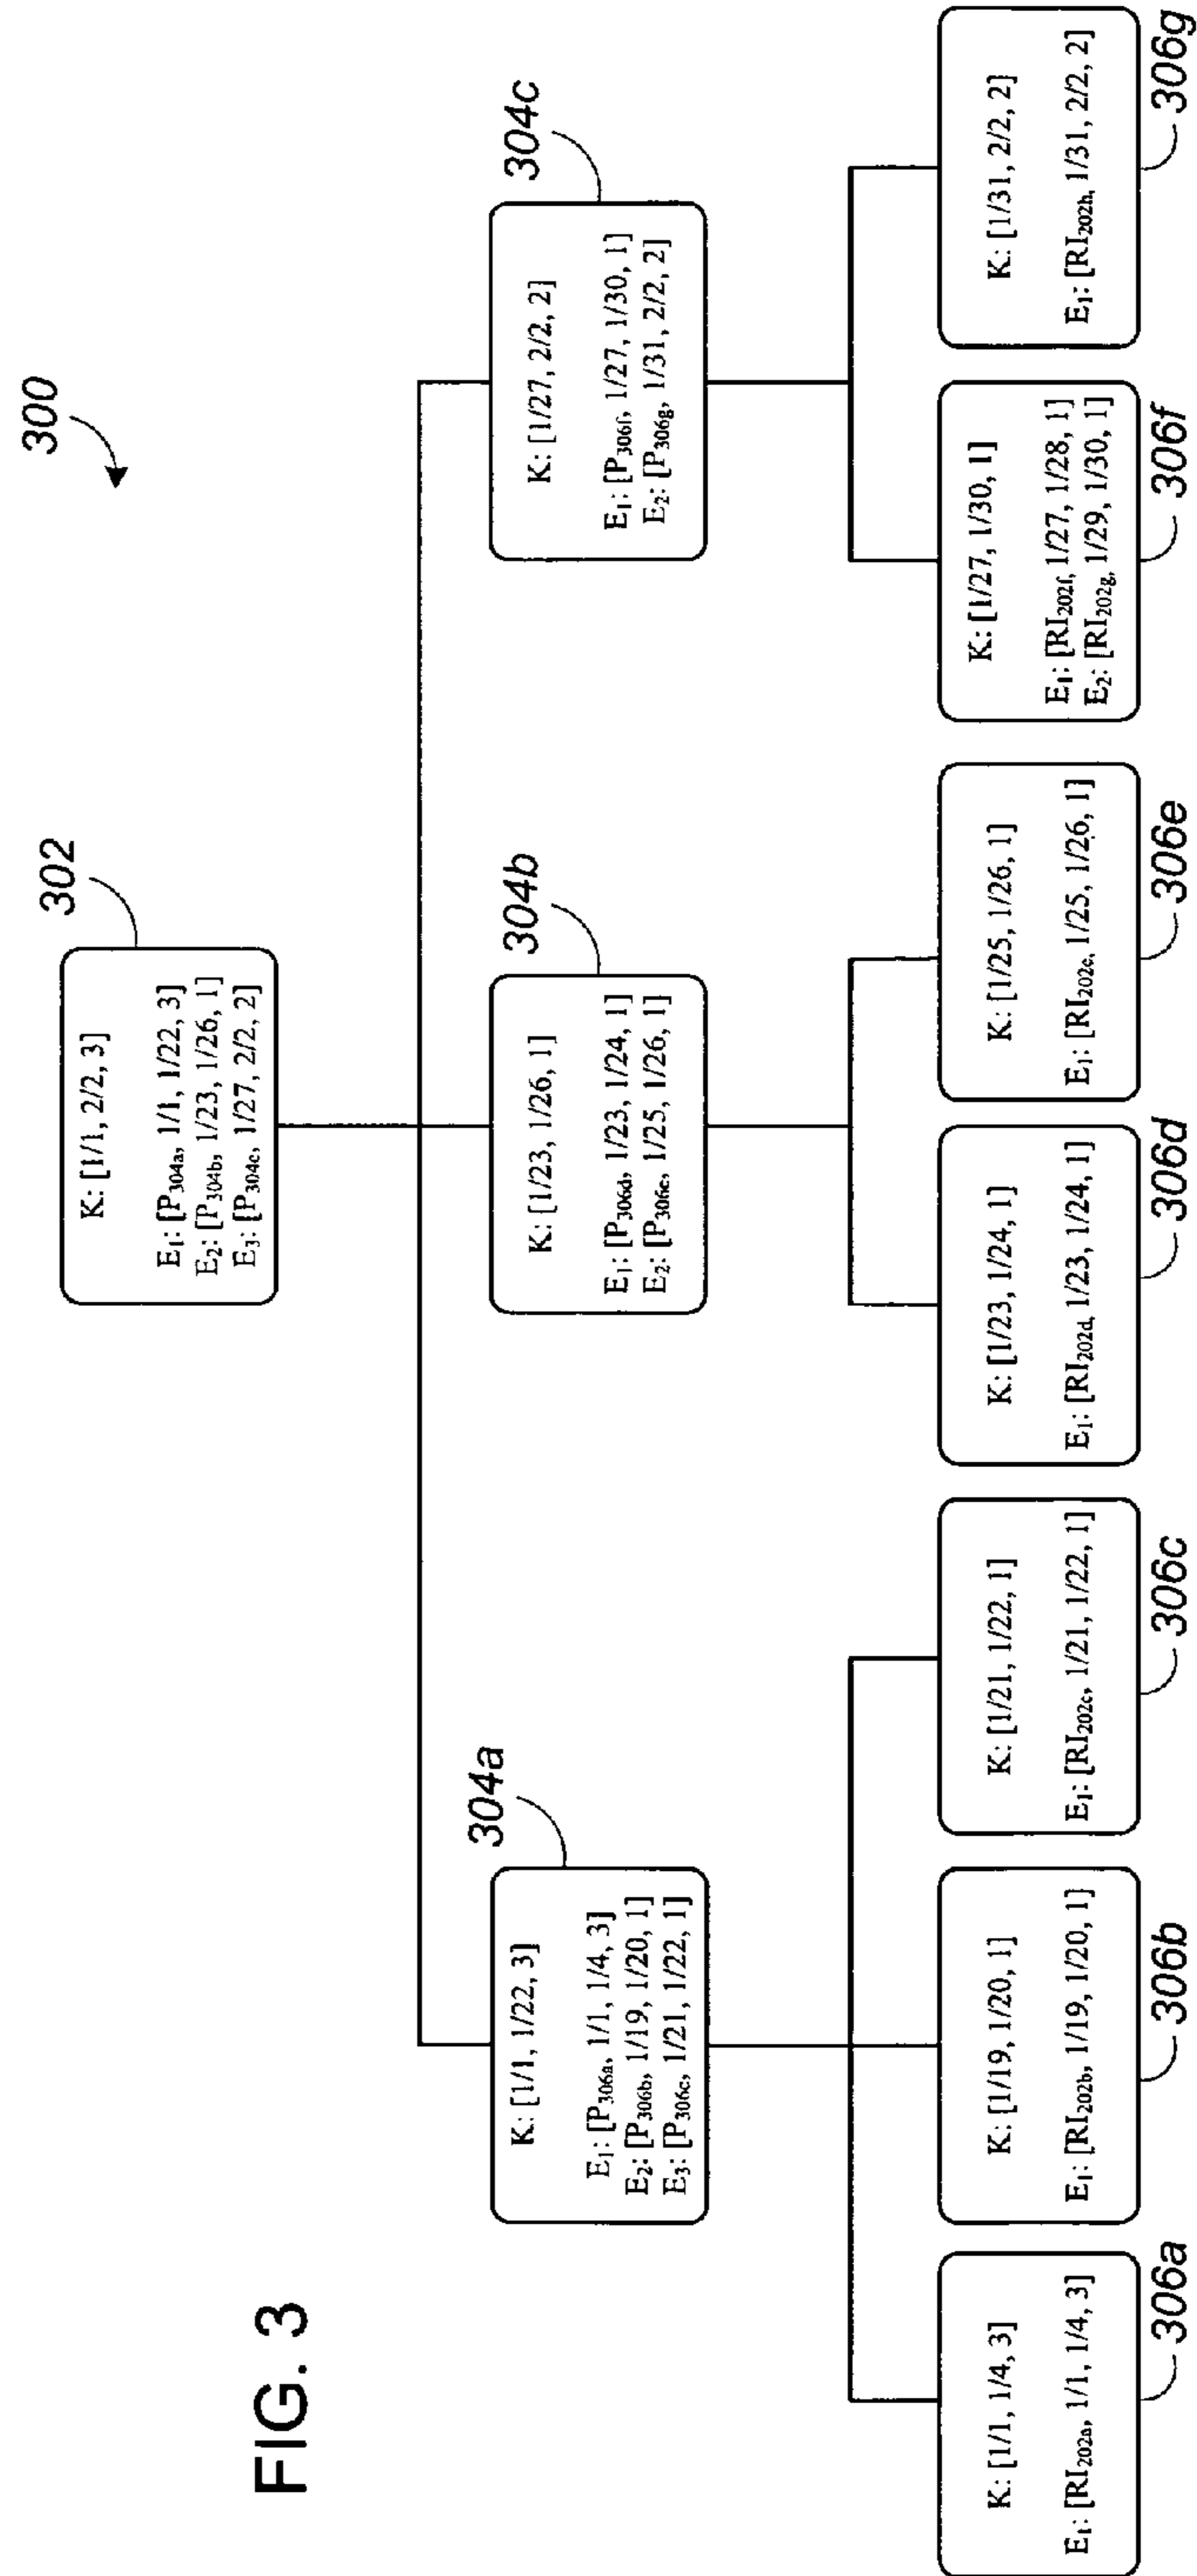 FIG. 3
300
302
K: [1/1, 2/2, 3]
E₁: [P₃₀₄ₐ, 1/1, 1/22, 3]
E₂: [P₃₀₄b, 1/23, 1/26, 1]
E₃: [P₃₀₄c, 1/27, 2/2, 2]
304a
K: [1/1, 1/22, 3]
E₁: [P₃₀₆ₐ, 1/1, 1/4, 3]
E₂: [P₃₀₆b, 1/19, 1/20, 1]
E₃: [P₃₀₆c, 1/21, 1/22, 1]
304b
K: [1/23, 1/26, 1]
E₁: [P₃₀₆d, 1/23, 1/24, 1]
E₂: [P₃₀₆ₑ, 1/25, 1/26, 1]
304c
K: [1/27, 2/2, 2]
E₁: [P₃₀₆f, 1/27, 1/30, 1]
E₂: [P₃₀₆g, 1/31, 2/2, 2]
K: [1/1, 1/4, 3]
E₁: [RI₂₀₂ₐ, 1/1, 1/4, 3]
306a
K: [1/19, 1/20, 1]
E₁: [RI₂₀₂b, 1/19, 1/20, 1]
306b
K: [1/21, 1/22, 1]
E₁: [RI₂₀₂c, 1/21, 1/22, 1]
306c
K: [1/23, 1/24, 1]
E₁: [RI₂₀₂d, 1/23, 1/24, 1]
306d
K: [1/25, 1/26, 1]
E₁: [RI₂₀₂ₑ, 1/25, 1/26, 1]
306e
K: [1/27, 1/30, 1]
E₁: [RI₂₀₂f, 1/27, 1/28, 1]
E₂: [RI₂₀₂g, 1/29, 1/30, 1]
306f
K: [1/31, 2/2, 2]
E₁: [RI₂₀₂h, 1/31, 2/2, 2]
306g